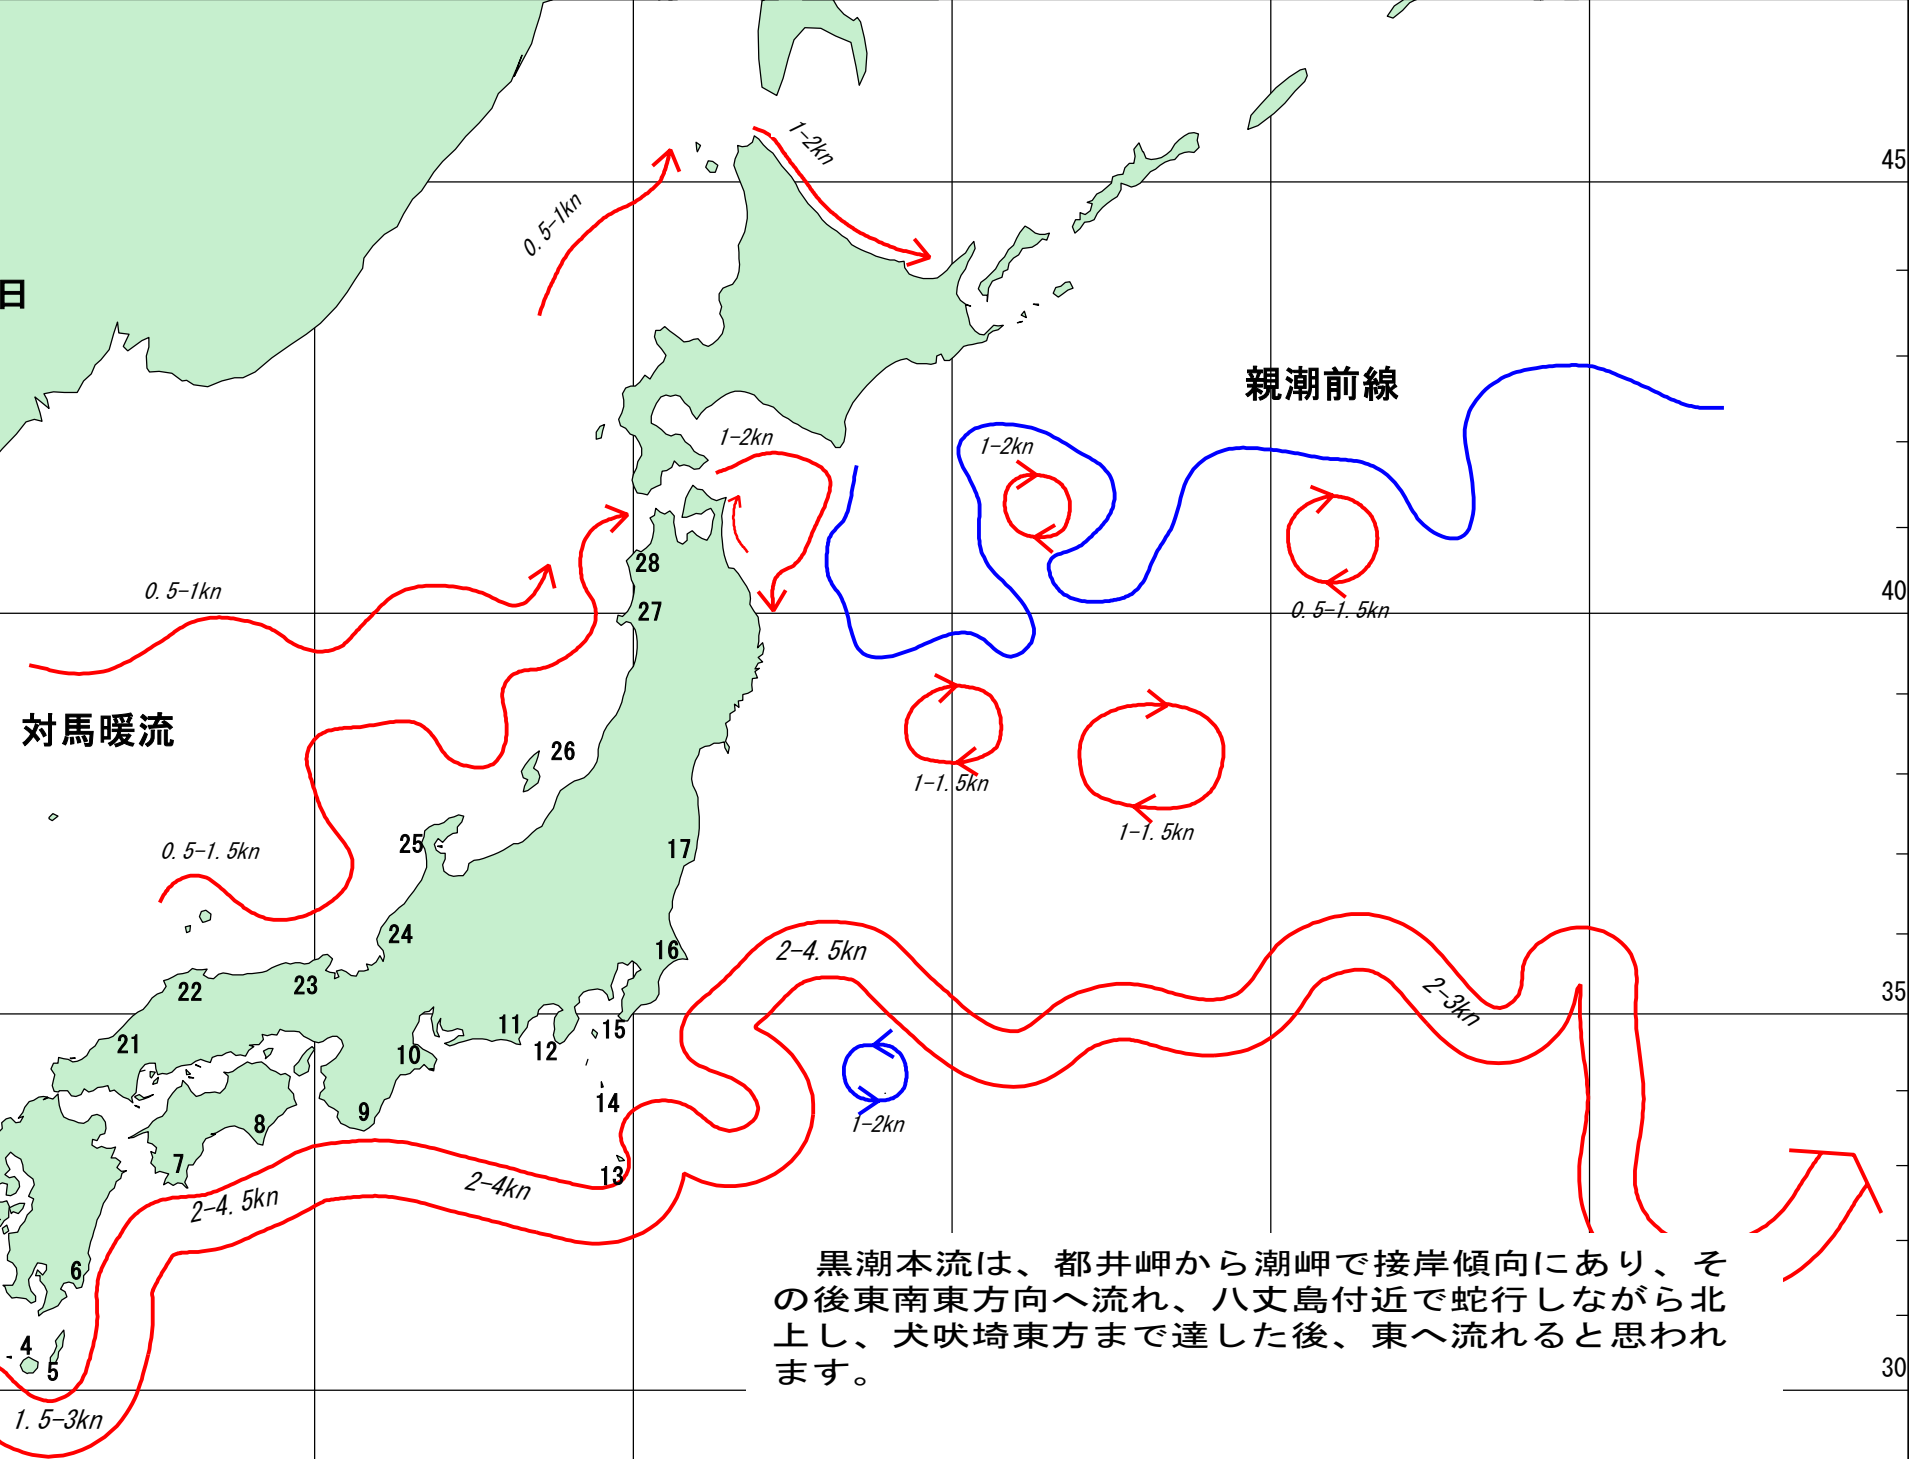 1-2kn
45
0.5-1kn
日
親潮前線
1-2kn
1-2kn
28
0.5-1kn
40
27
0.5-1.5kn
対馬暖流
26
1-1.5kn
1-1.5kn
25
0.5-1.5kn
17
24
16
2-4.5kn
23
22
2-3kn
35
11
15
21
12
10
14
9
8
1-2kn
7
13
2-4kn
2-4.5kn
6
黒潮本流は、都井岬から潮岬で接岸傾向にあり、そ
の後東南東方向へ流れ、八丈島付近で蛇行しながら北
上し、犬吠埼東方まで達した後、東へ流れると思われ
ます。
4
5
30
1.5-3kn